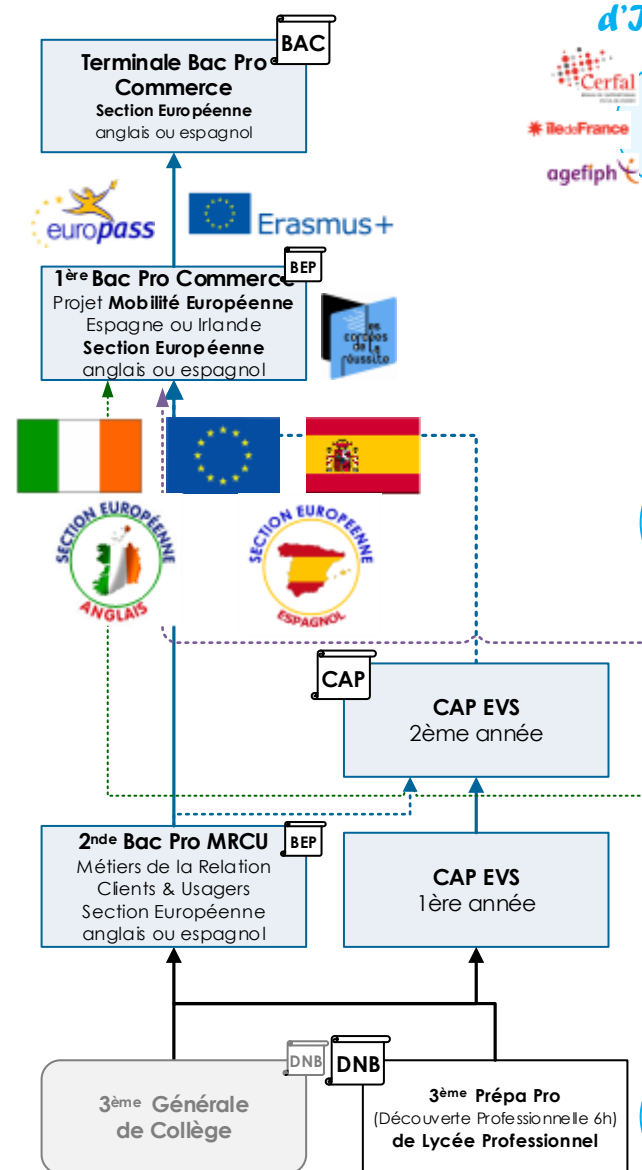 d'I
BAC
Terminale Bac Pro
Commerce
Section Européenne
anglais ou espagnol
Cerfal
île de France
agefiph
europass
Erasmus+
BEP
1ère Bac Pro Commerce
Projet Mobilité Européenne
Espagne ou Irlande
Section Européenne
anglais ou espagnol
les
cordées
de la
réussite
SECTION EUROPÉENNE
ANGLAIS
SECTION EUROPEENNE
ESPAGNOL
CAP
CAP EVS
2ème année
2nde Bac Pro MRCU
BEP
Métiers de la Relation
Clients & Usagers
Section Européenne
anglais ou espagnol
CAP EVS
1ère année
DNB
DNB
3ème Générale
de Collège
3ème Prépa Pro
(Découverte Professionnelle 6h)
de Lycée Professionnel